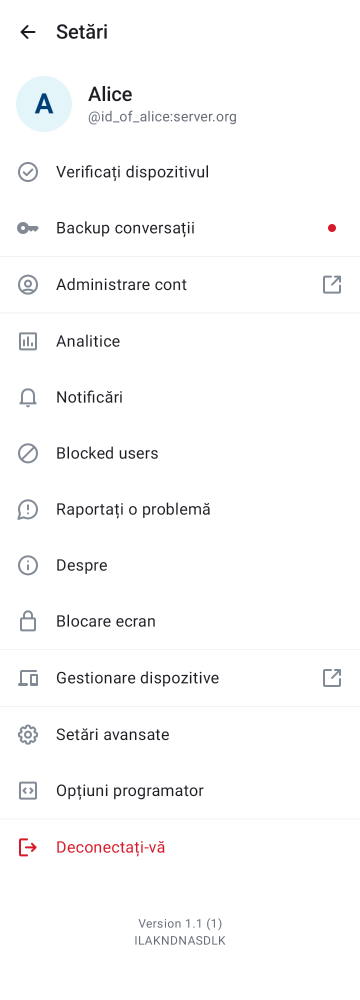 Setări
A
Alice
@id_of_alice:server.org
Verificați dispozitivul
Backup conversații
Administrare cont
Analitice
Notificări
Blocked users
Raportați o problemă
Despre
Blocare ecran
Gestionare dispozitive
Setări avansate
Opțiuni programator
Deconectați-vă
Version 1.1 (1)
ILAKNDNASDLK